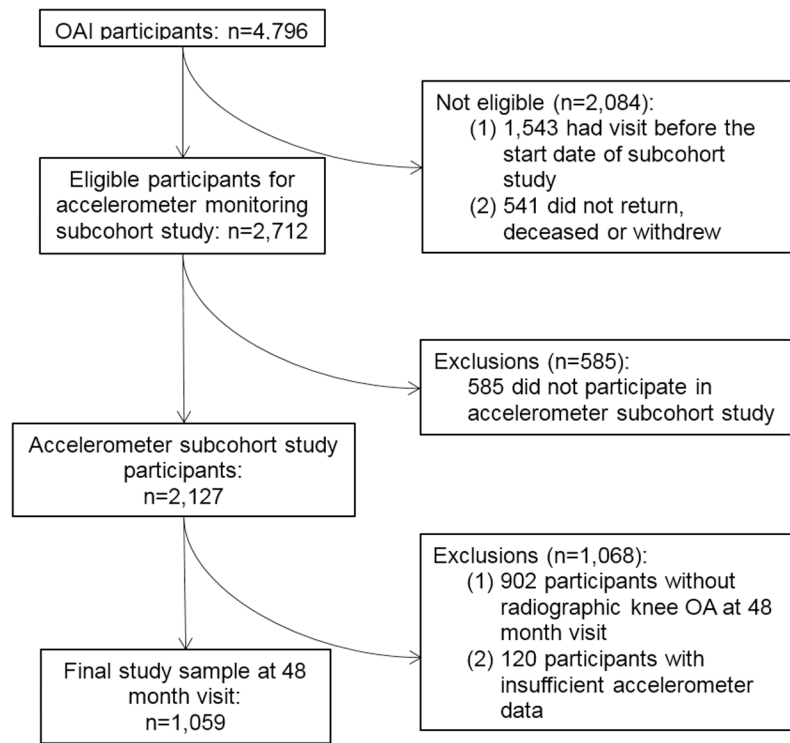 OAI participants: n=4,796
Not eligible (n=2,084):
(1) 1,543 had visit before the
start date of subcohort
study
(2) 541 did not return,
deceased or withdrew
Eligible participants for
accelerometer monitoring
subcohort study: n=2,712
Exclusions (n=585):
585 did not participate in
accelerometer subcohort study
Accelerometer subcohort study
participants:
n=2,127
Exclusions (n=1,068):
(1) 902 participants without
radiographic knee OA at 48
month visit
(2) 120 participants with
insufficient accelerometer
data
Final study sample at 48
month visit:
n=1,059